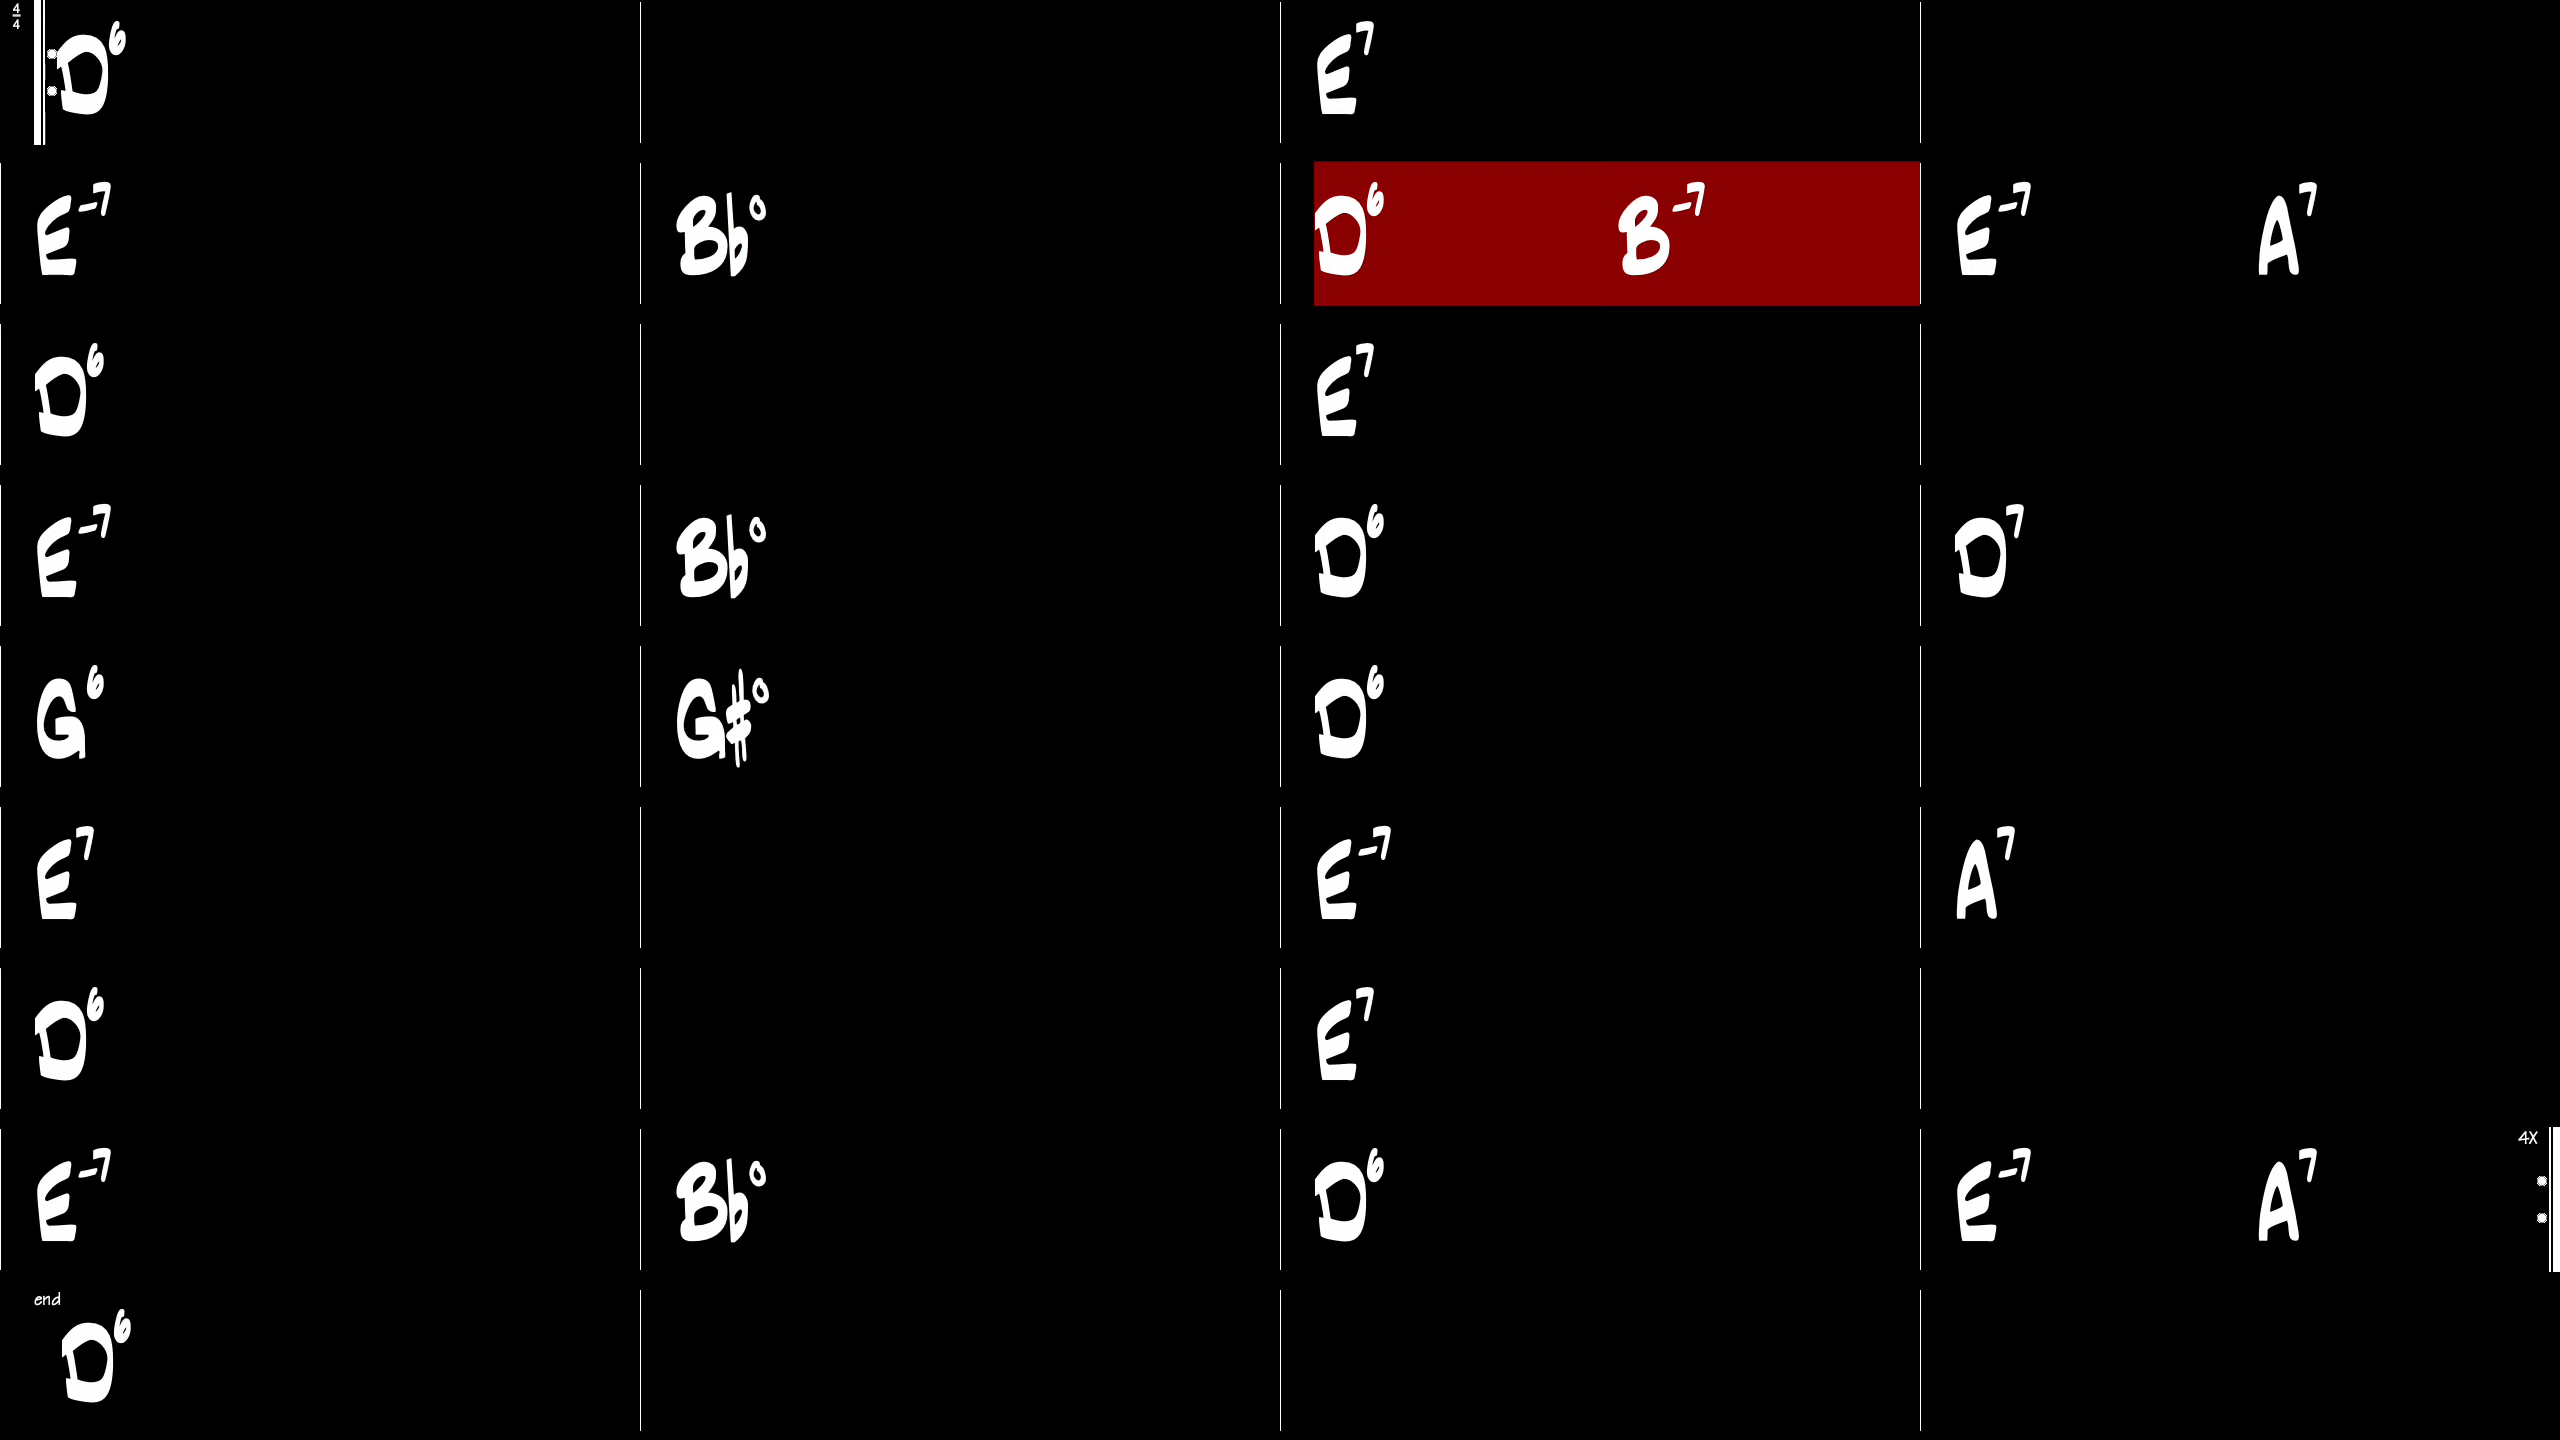 4/4 D6 E7
E-7 Bb° D6 B-7 E-7 A7
D6 E7
E-7 Bb° D6 D7
G6 G#° D6
E7 E-7 A7
D6 E7
E-7 Bb° D6 E-7 A7 4x
end
D6